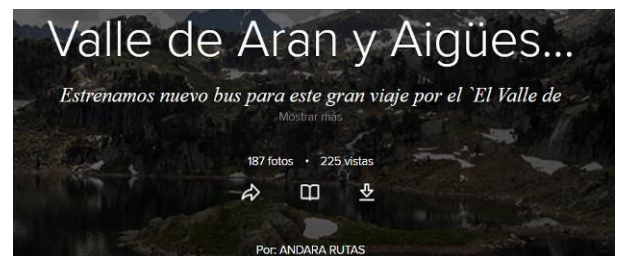 Valle de Aran y Aigües...
Estrenamos nuevo bus para este gran viaje por el `El Valle de
Mostrar más
187 fotos • 225 vistas
Por: ANDARA RUTAS